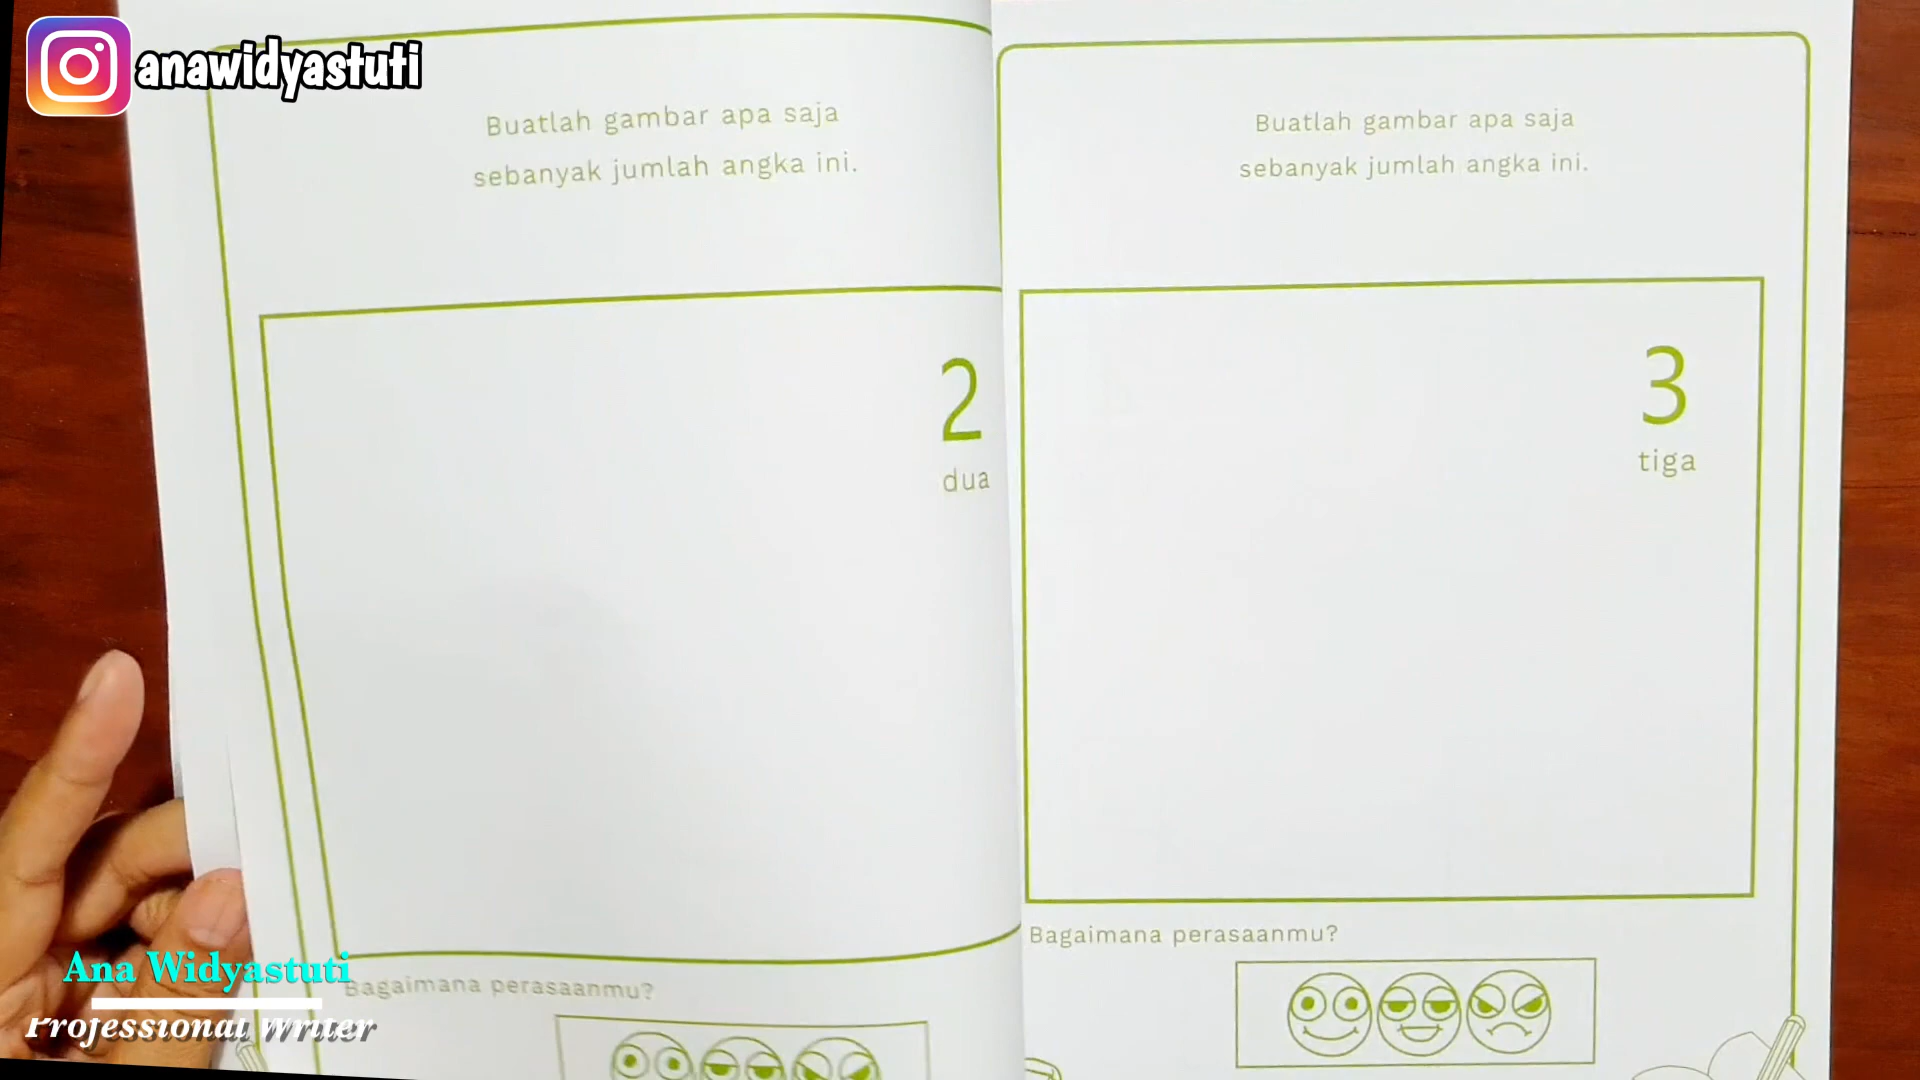 anawidyastuti
Buatlah gambar apa saja
sebanyak jumlah angka ini.
2
dua
Bagaimana perasaanmu?
Buatlah gambar apa saja
sebanyak jumlah angka ini.
3
tiga
Bagaimana perasaanmu?
Ana Widyastuti
Professional Writer